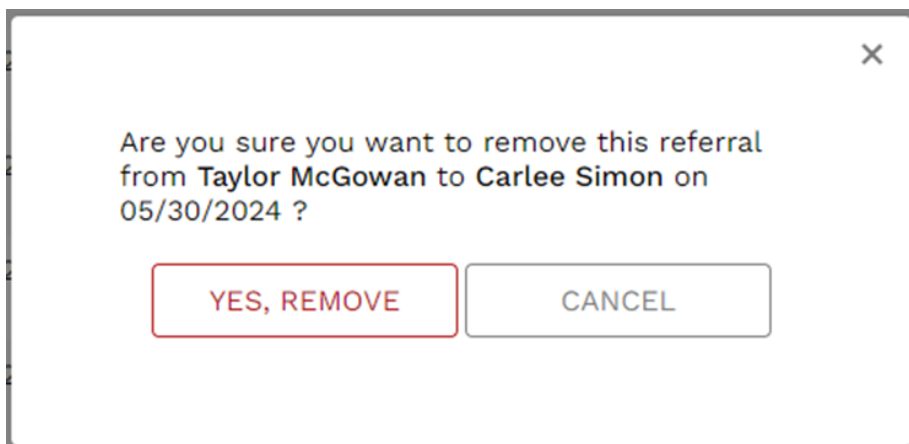 Are you sure you want to remove this referral
from Taylor McGowan to Carlee Simon on
05/30/2024 ?
YES, REMOVE
CANCEL